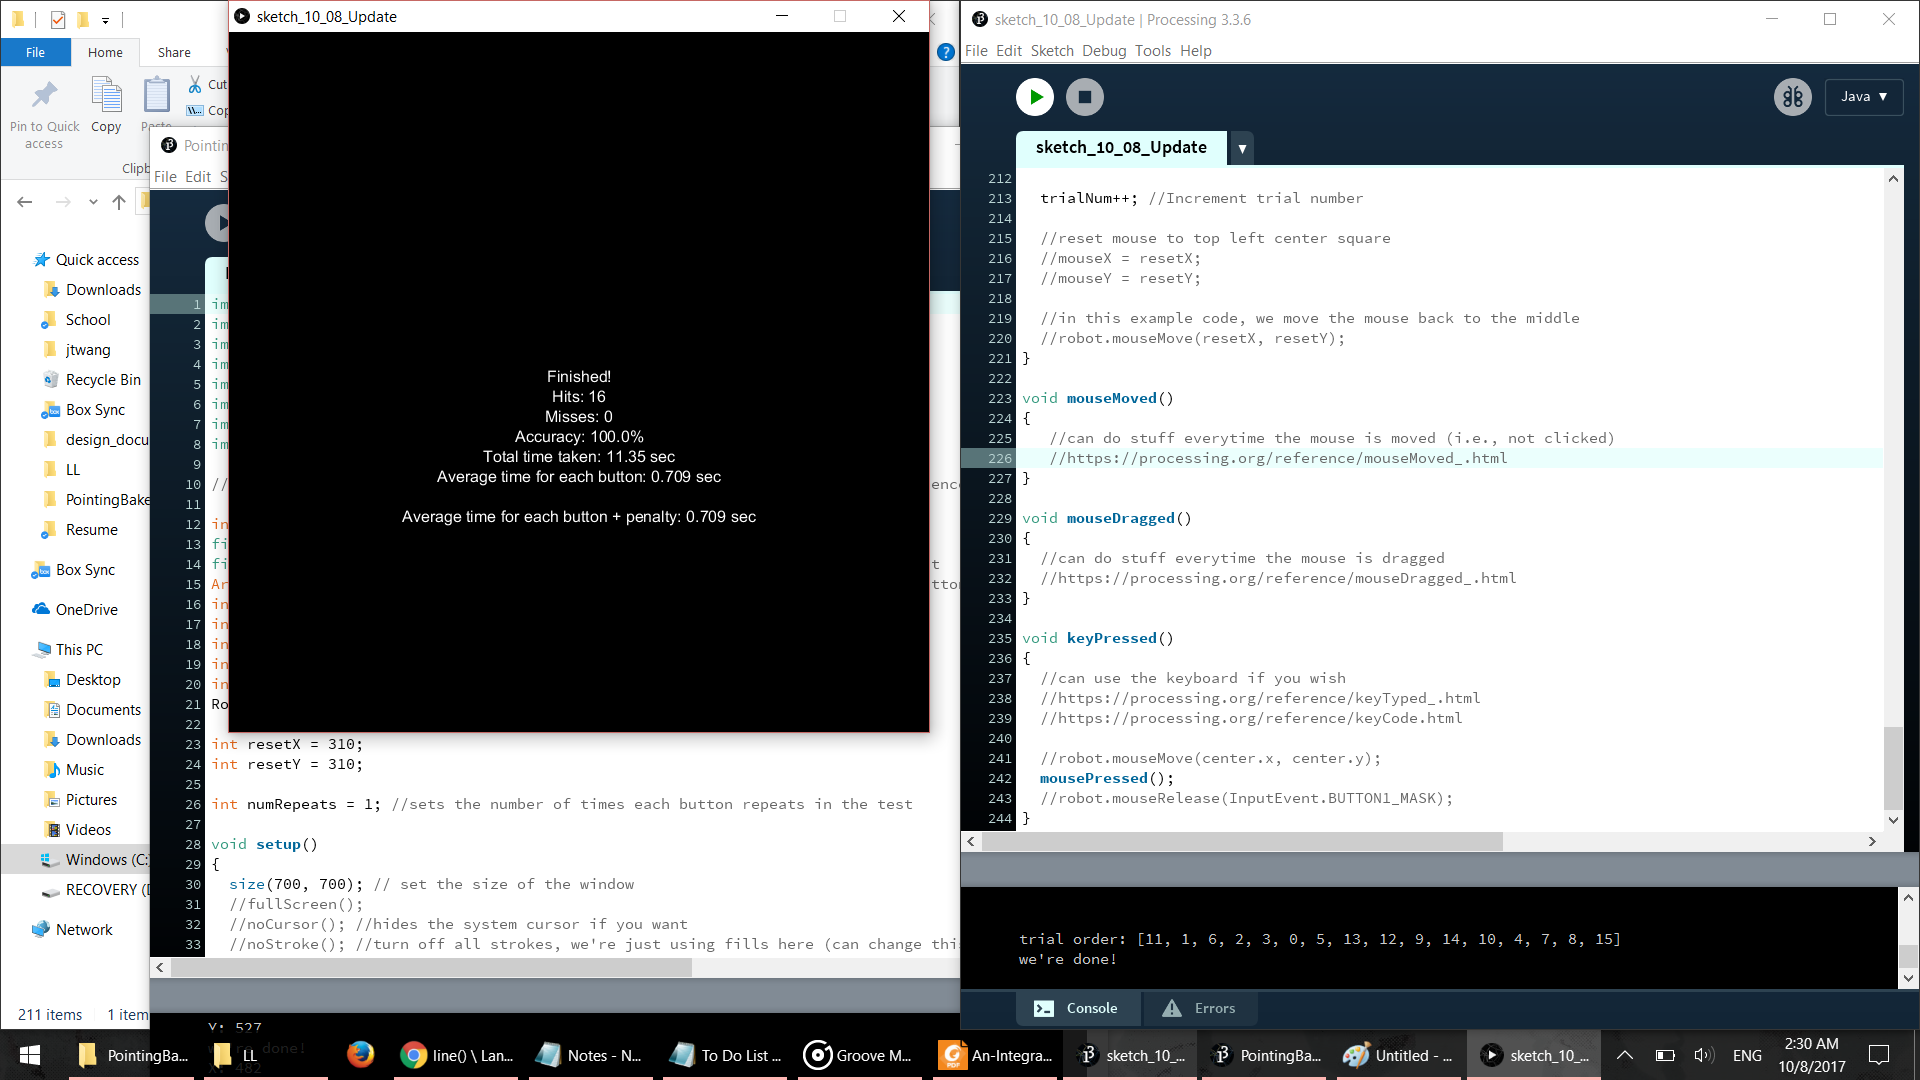 File
Home
Share
Pin to Quick access
Copy
Cut
Clipb
Quick access
Downloads
School
jtwang
Recycle Bin
Box Sync
design_docu
LL
PointingBake
Resume
Box Sync
OneDrive
This PC
Desktop
Documents
Downloads
Music
Pictures
Videos
Windows (C:
RECOVERY (
Network
211 items 1 item
File Edit S
1 im
2 im
3 im
4 im
5 im
6 im
7 im
8 im
9
10 //
11
12 in
13 fi
14 fi
15 Ar
16 in
17 in
18 in
19 in
20 in
21 Ro
22
23 int resetX = 310;
24 int resetY = 310;
25
26 int numRepeats = 1; //sets the number of times each button repeats in the test
27
28 void setup()
29 {
30 size(700, 700); // set the size of the window
31 //fullScreen();
32 //noCursor(); //hides the system cursor if you want
33 //noStroke(); //turn off all strokes, we're just using fills here (can change this
Y: 527
sketch_10_08_Update
Finished!
Hits: 16
Misses: 0
Accuracy: 100.0%
Total time taken: 11.35 sec
Average time for each button: 0.709 sec
Average time for each button + penalty: 0.709 sec
sketch_10_08_Update | Processing 3.3.6
File Edit Sketch Debug Tools Help
Java ▼
sketch_10_08_Update ▼
212
213 trialNum++; //Increment trial number
214
215 //reset mouse to top left center square
216 //mouseX = resetX;
217 //mouseY = resetY;
218
219 //in this example code, we move the mouse back to the middle
220 //robot.mouseMove(resetX, resetY);
221 }
222
223 void mouseMoved()
224 {
225 //can do stuff everytime the mouse is moved (i.e., not clicked)
226 //https://processing.org/reference/mouseMoved_.html
227 }
228
229 void mouseDragged()
230 {
231 //can do stuff everytime the mouse is dragged
232 //https://processing.org/reference/mouseDragged_.html
233 }
234
235 void keyPressed()
236 {
237 //can use the keyboard if you wish
238 //https://processing.org/reference/keyTyped_.html
239 //https://processing.org/reference/keyCode.html
240
241 //robot.mouseMove(center.x, center.y);
242 mousePressed();
243 //robot.mouseRelease(InputEvent.BUTTON1_MASK);
244 }
trial order: [11, 1, 6, 2, 3, 0, 5, 13, 12, 9, 14, 10, 4, 7, 8, 15]
we're done!
Console
Errors
PointingBa...
LL
line() \ Lan...
Notes - N...
To Do List ...
Groove M...
An-Integra...
sketch_10_...
PointingBa...
Untitled - ...
sketch_10_...
ENG
2:30 AM
10/8/2017